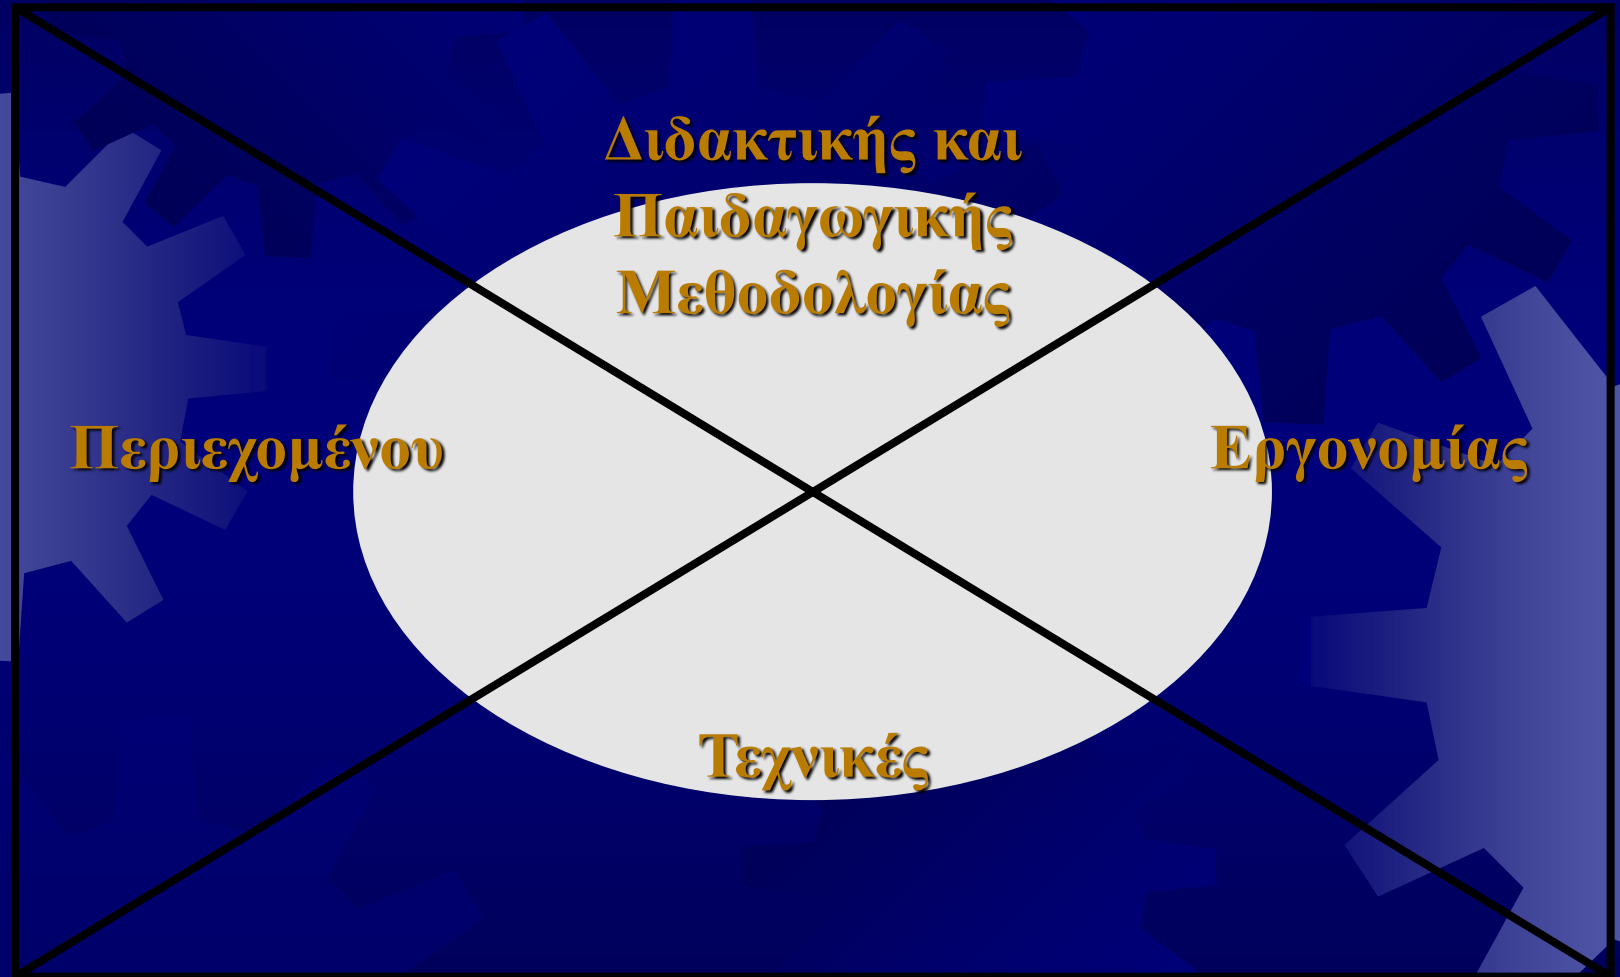 Διδακτικής και
Παιδαγωγικής
Μεθοδολογίας
Περιεχομένου
Εργονομίας
Τεχνικές